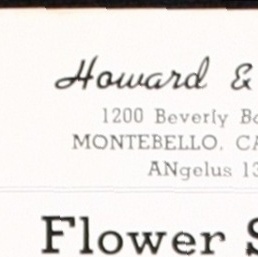 Howard &
1200 Beverly Bo
MONTEBELLO, CA
ANgelus 13
Flower S